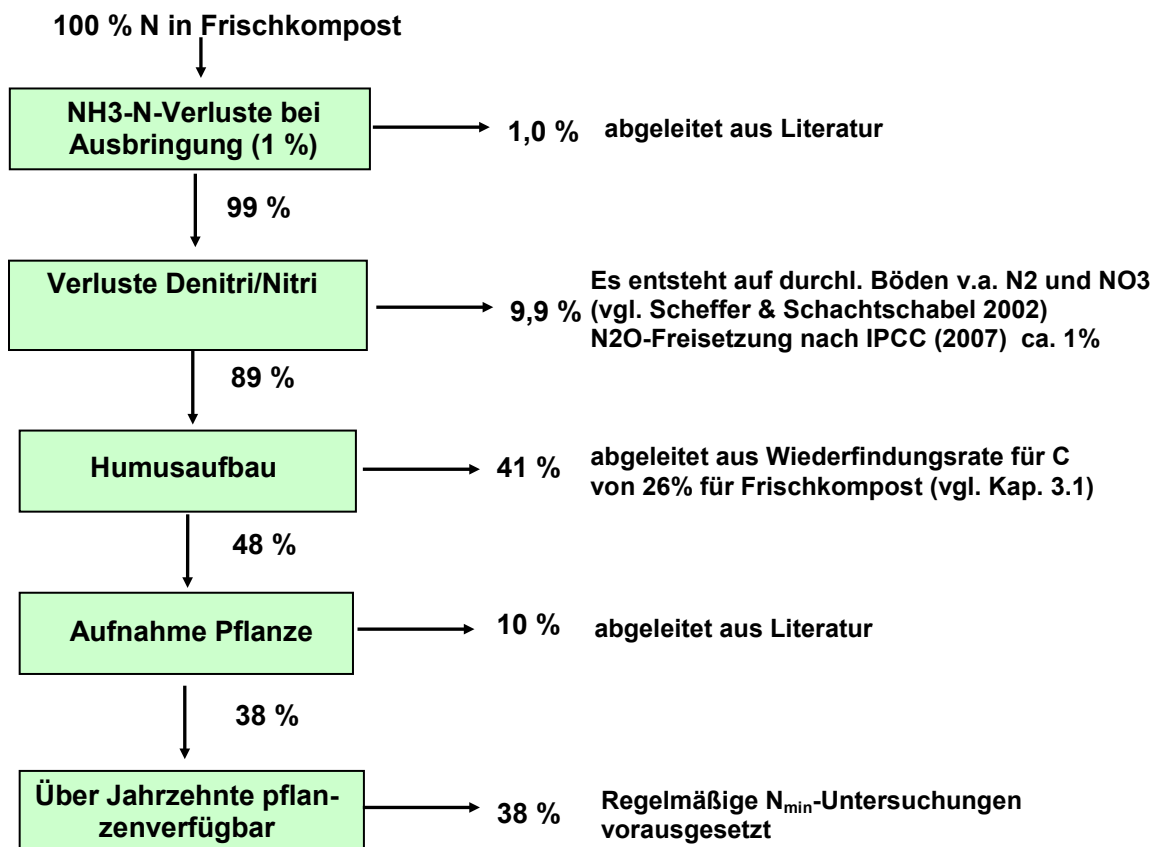 100 % N in Frischkompost
NH3-N-Verluste bei
Ausbringung (1 %)
1,0 % abgeleitet aus Literatur
99 %
Verluste Denitri/Nitri
Es entsteht auf durchl. Böden v.a. N2 und NO3
9,9 % (vgl. Scheffer & Schachtschabel 2002)
N2O-Freisetzung nach IPCC (2007) ca. 1%
89 %
Humusaufbau
41 %
abgeleitet aus Wiederfindungsrate für C
von 26% für Frischkompost (vgl. Kap. 3.1)
48 %
Aufnahme Pflanze
10 % abgeleitet aus Literatur
38 %
Über Jahrzehnte pflan-
zenverfügbar
38 %
Regelmäßige Nmin-Untersuchungen
vorausgesetzt